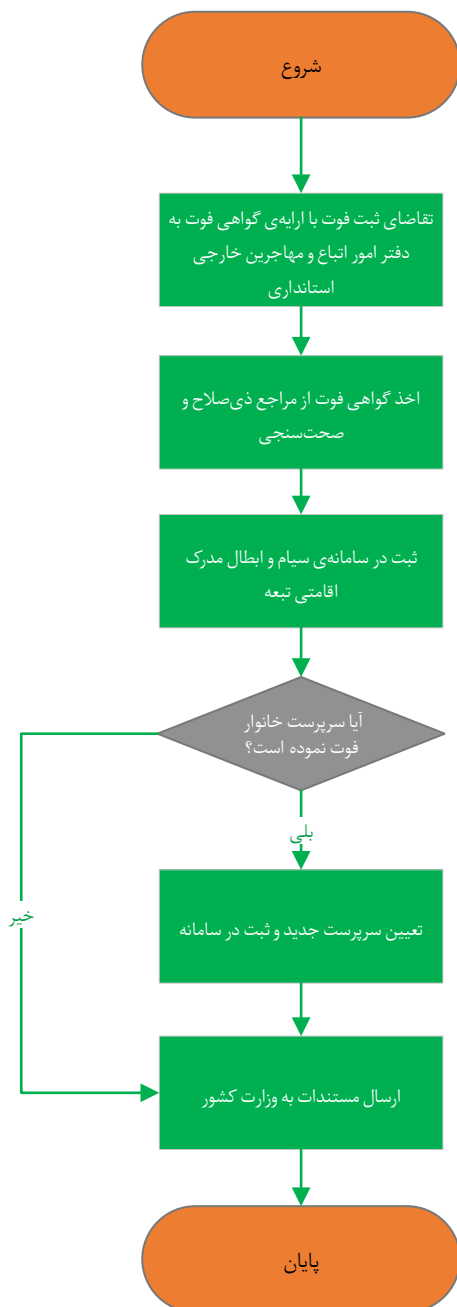 شروع
تقاضای ثبت فوت با ارایه‌ی گواهی فوت به
دفتر امور اتباع و مهاجرین خارجی
استانداری
اخذ گواهی فوت از مراجع ذی‌صلاح و
صحت‌سنجی
ثبت در سامانه‌ی سیام و ابطال مدرک
اقامتی تبعه
آیا سرپرست خانوار
فوت نموده است؟
بلی
خیر
تعیین سرپرست جدید و ثبت در سامانه
ارسال مستندات به وزارت کشور
پایان